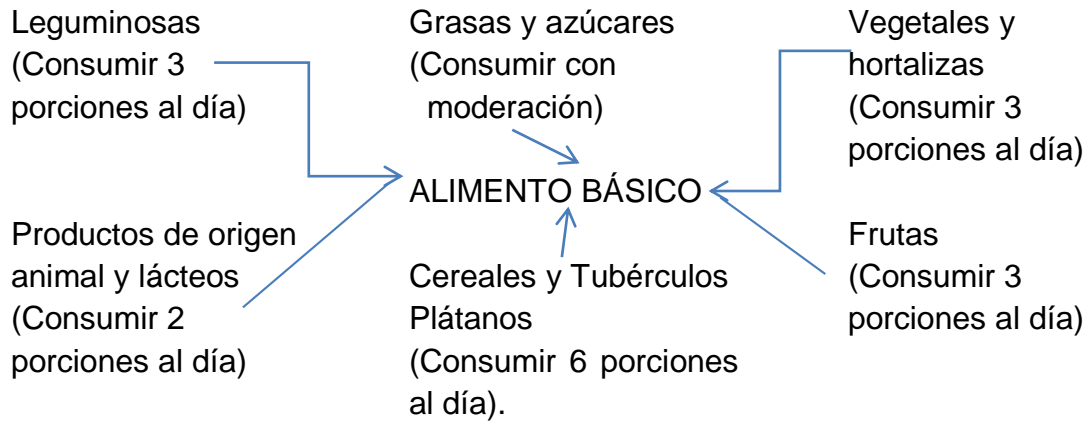 Leguminosas
(Consumir 3
porciones al día)
Grasas y azúcares
(Consumir con
moderación)
Vegetales y
hortalizas
(Consumir 3
porciones al día)
ALIMENTO BÁSICO
Productos de origen
animal y lácteos
(Consumir 2
porciones al día)
Cereales y Tubérculos
Plátanos
(Consumir 6 porciones
al día).
Frutas
(Consumir 3
porciones al día)